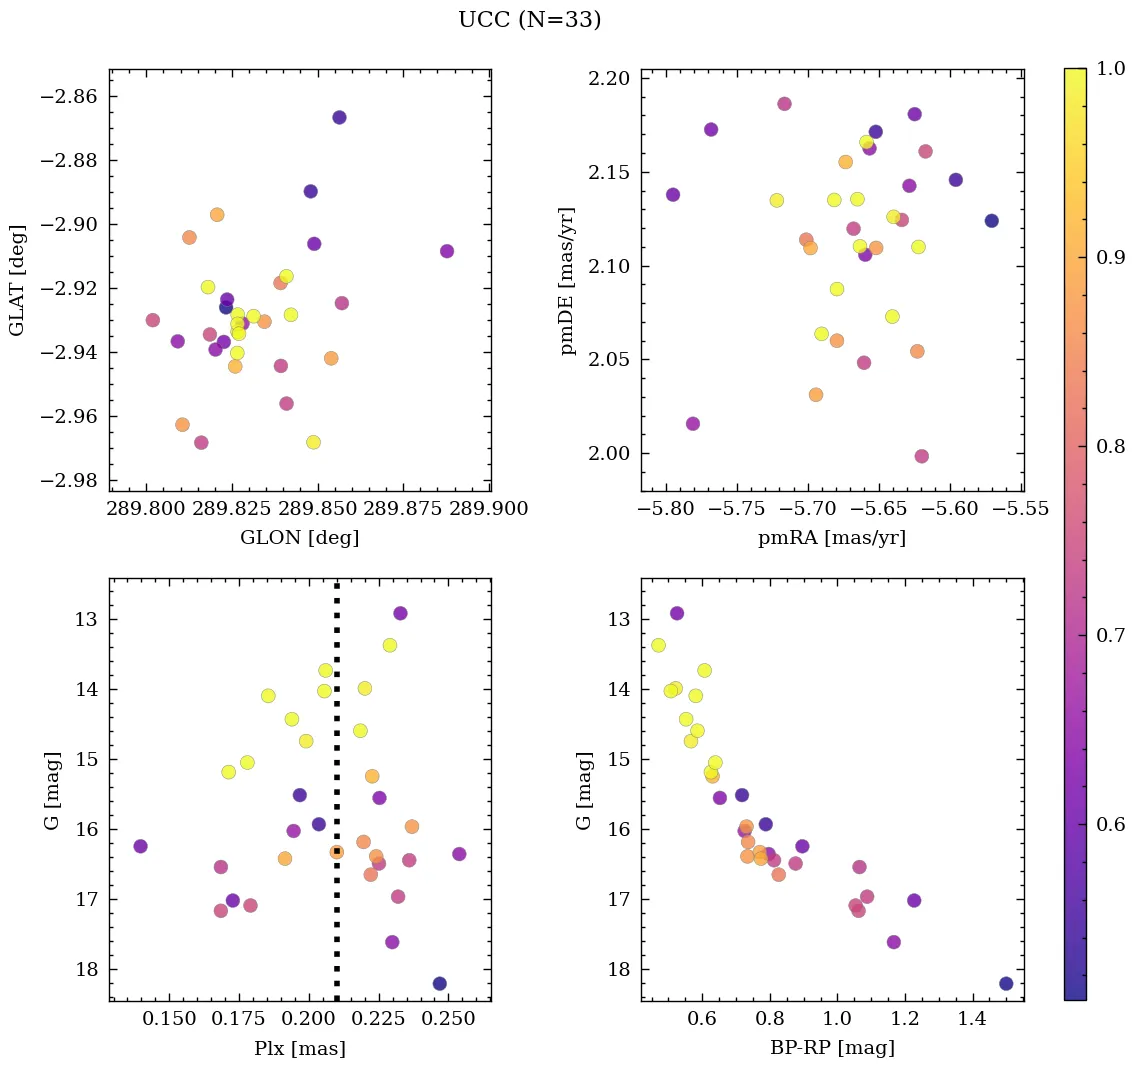 UCC (N=33)
−2.86
−2.88
−2.90
−2.92
−2.94
−2.96
−2.98
GLAT [deg]
289.800 289.825 289.850 289.875 289.900
GLON [deg]
2.20
2.15
2.10
2.05
2.00
pmDE [mas/yr]
−5.80 −5.75 −5.70 −5.65 −5.60 −5.55
pmRA [mas/yr]
13
14
15
16
17
18
G [mag]
0.150 0.175 0.200 0.225 0.250
Plx [mas]
13
14
15
16
17
18
G [mag]
0.6 0.8 1.0 1.2 1.4
BP-RP [mag]
1.0
0.9
0.8
0.7
0.6